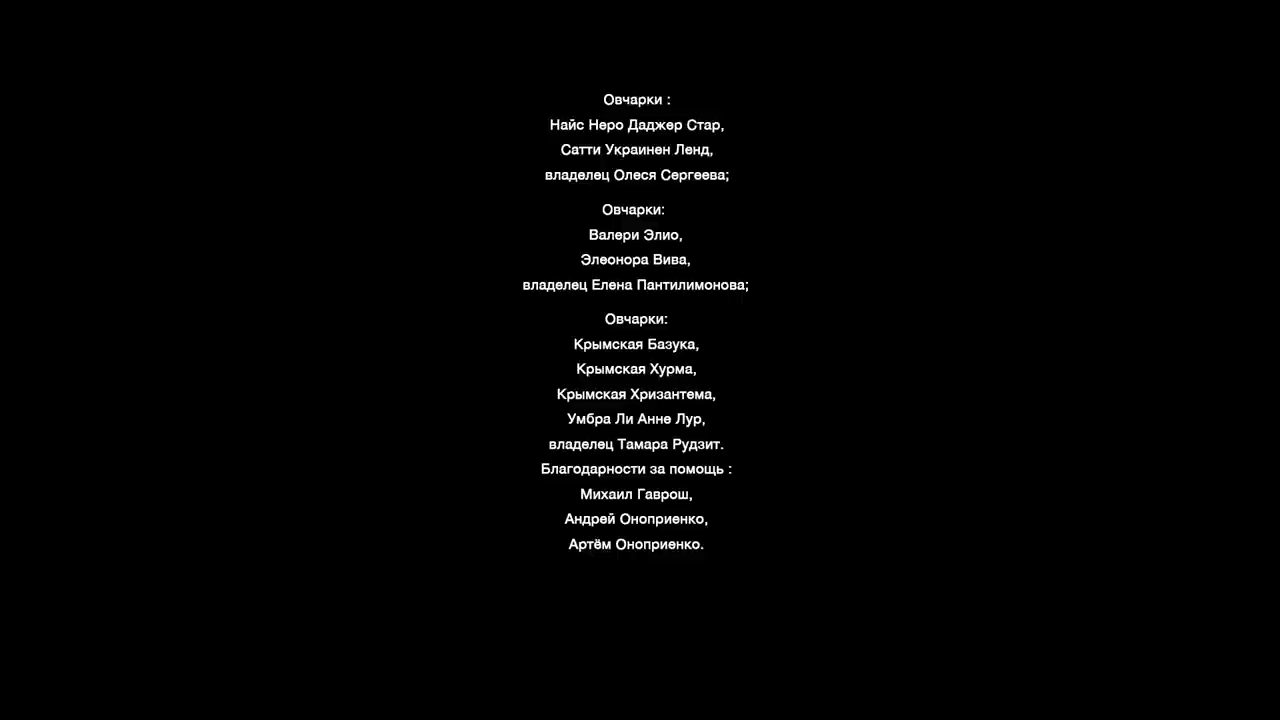 Овчарки :
Найс Неро Даджер Стар,
Сатти Украинен Ленд,
владелец Олеся Сергеева;
Овчарки:
Валери Элио,
Элеонора Вива,
владелец Елена Пантилимонова;
Овчарки:
Крымская Базука,
Крымская Хурма,
Крымская Хризантема,
Умбра Ли Анне Лур,
владелец Тамара Рудзит.
Благодарности за помощь :
Михаил Гаврош,
Андрей Оноприенко,
Артём Оноприенко.